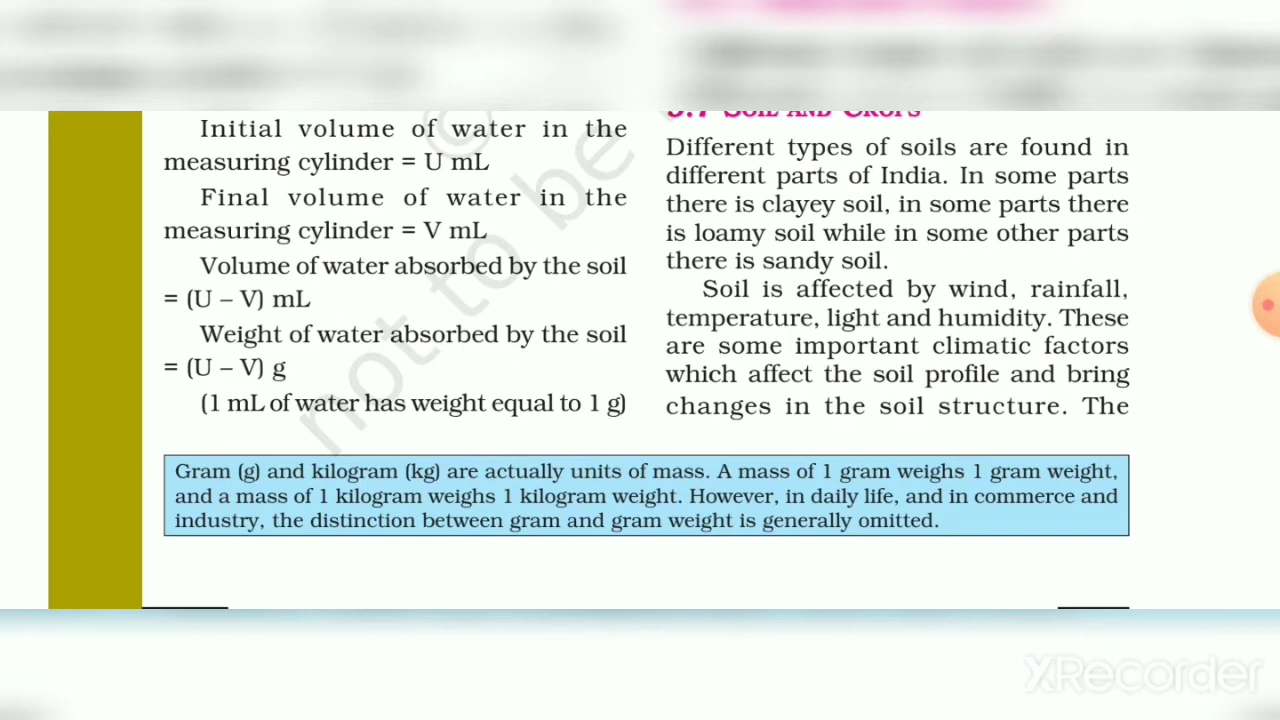 Initial volume of water in the
measuring cylinder = U mL
Final volume of water in the
measuring cylinder = V mL
Volume of water absorbed by the soil
= (U – V) mL
Weight of water absorbed by the soil
= (U – V) g
(1 mL of water has weight equal to 1 g)
SOIL AND CROPS
Different types of soils are found in
different parts of India. In some parts
there is clayey soil, in some parts there
is loamy soil while in some other parts
there is sandy soil.
Soil is affected by wind, rainfall,
temperature, light and humidity. These
are some important climatic factors
which affect the soil profile and bring
changes in the soil structure. The
Gram (g) and kilogram (kg) are actually units of mass. A mass of 1 gram weighs 1 gram weight,
and a mass of 1 kilogram weighs 1 kilogram weight. However, in daily life, and in commerce and
industry, the distinction between gram and gram weight is generally omitted.
©
not to be
XRecorder